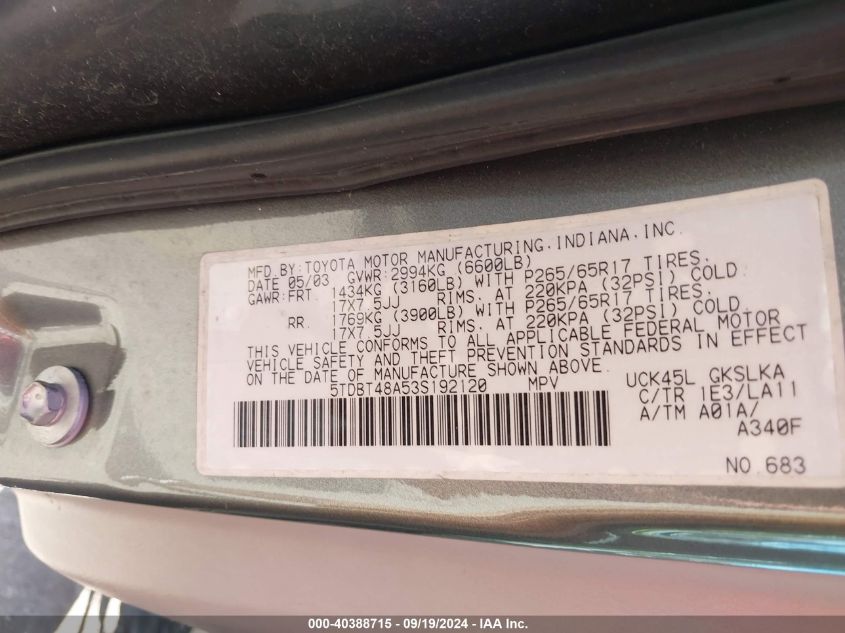 MFD.BY:TOYOTA MOTOR MANUFACTURING,INDIANA,INC.
DATE 05/03 GVWR:2994KG (6600LB)
GAWR:FRT 1434KG (3160LB) WITH P265/65R17 TIRES.
17X7.5JJ RIMS. AT 220KPA (32PSI) COLD
RR. 1769KG (3900LB) WITH P265/65R17 TIRES.
17X7.5JJ RIMS. AT 220KPA (32PSI) COLD
THIS VEHICLE CONFORMS TO ALL APPLICABLE FEDERAL MOTOR
VEHICLE SAFETY AND THEFT PREVENTION STANDARDS IN EFFECT
ON THE DATE OF MANUFACTURE SHOWN ABOVE.
5TDBT48A53S192120 MPV
UCK45L GKSLKA
C/TR 1E3/LA11
A/TM A01A/
A340F
NO.683
000-40388715 - 09/19/2024 - IAA Inc.